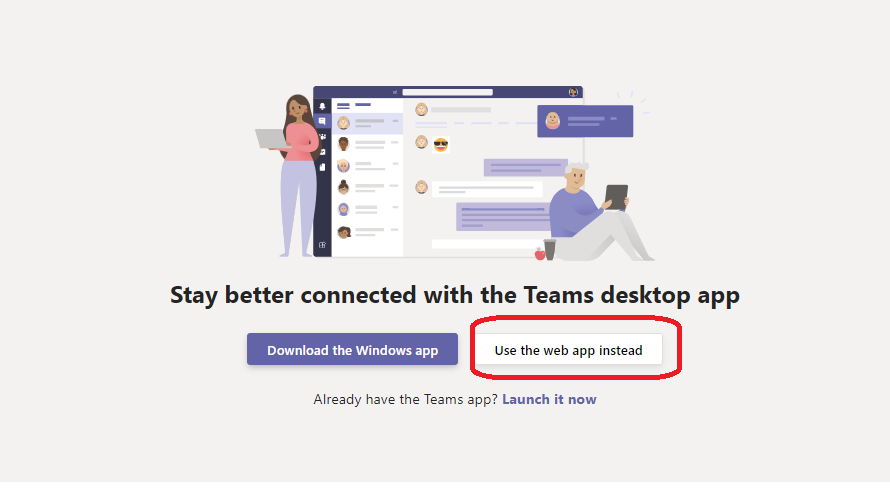 Stay better connected with the Teams desktop app
Download the Windows app
Use the web app instead
Already have the Teams app? Launch it now